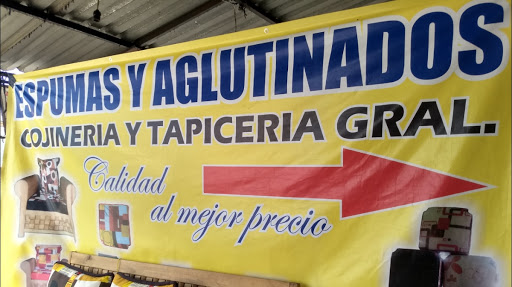 ESPUMAS Y AGLUTINADOS
COJINERIA Y TAPICERIA GRAL.
Calidad
al mejor precio